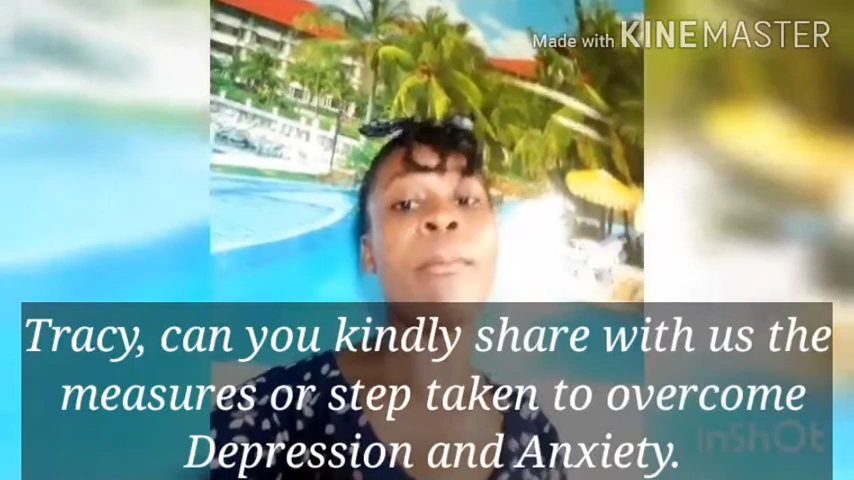 Made with KINEMASTER
Tracy, can you kindly share with us the
measures or step taken to overcome
Depression and Anxiety.
InShOt